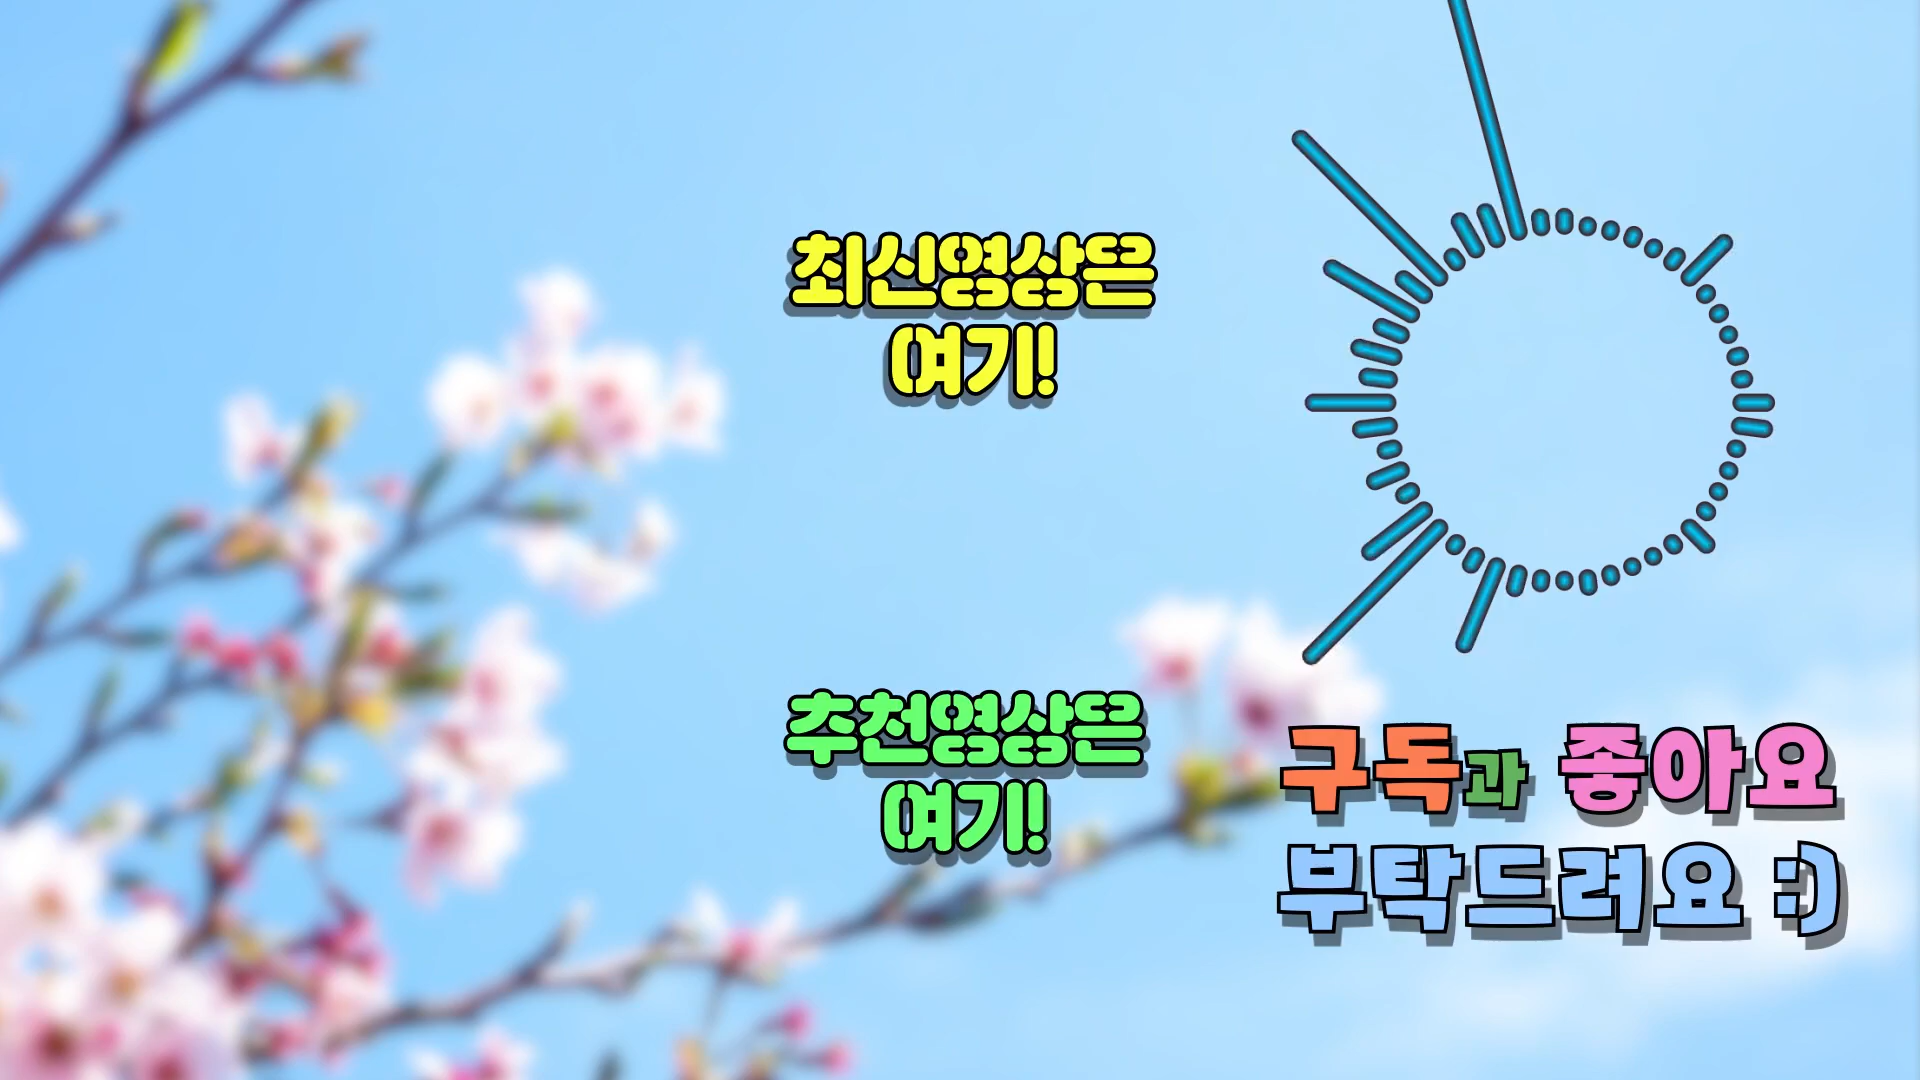 최신영상은
여기!
추천영상은
여기!
구독과 좋아요
부탁드려요 :)